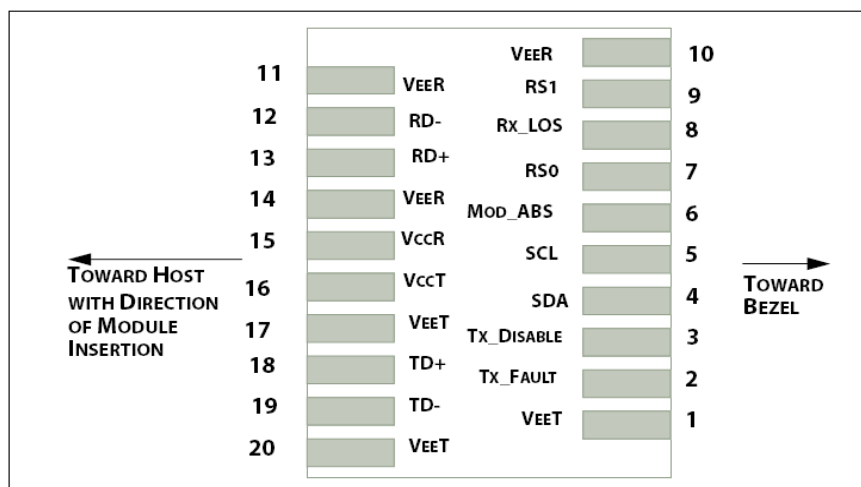 11 VEER
12 RD-
13 RD+
14 VEER
15 VCCR
16 VCCT
17 VEET
18 TD+
19 TD-
20 VEET
VEER 10
RS1 9
RX_LOS 8
RS0 7
MOD_ABS 6
SCL 5
SDA 4
TX_DISABLE 3
TX_FAULT 2
VEET 1
TOWARD HOST
WITH DIRECTION
OF MODULE
INSERTION
TOWARD
BEZEL